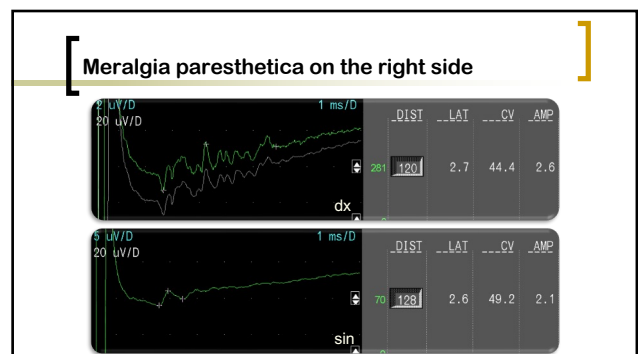 Meralgia paresthetica on the right side
2 uV/D 1 ms/D
20 uV/D
DIST LAT CV AMP
281 120 2.7 44.4 2.6
dx
5 uV/D 1 ms/D
20 uV/D
DIST LAT CV AMP
70 128 2.6 49.2 2.1
sin